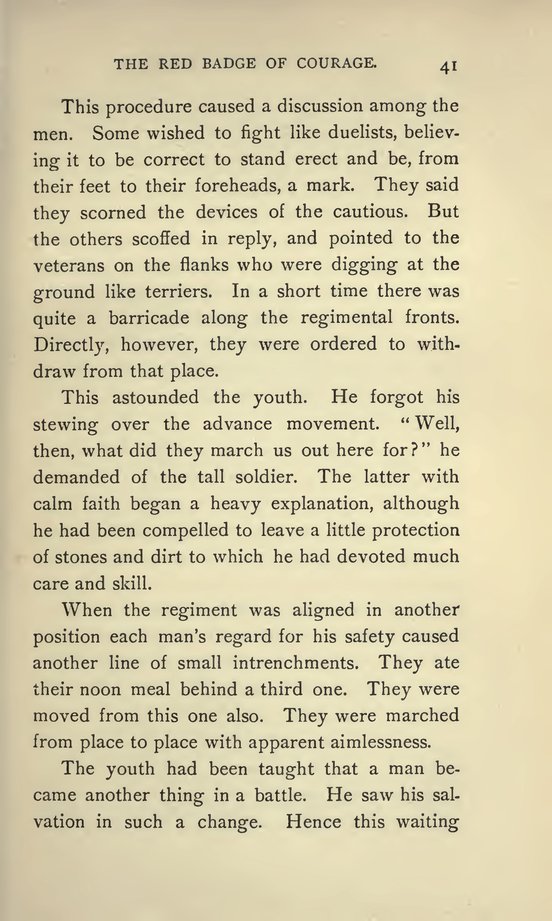 THE RED BADGE OF COURAGE. 41
This procedure caused a discussion among the
men. Some wished to fight like duelists, believ-
ing it to be correct to stand erect and be, from
their feet to their foreheads, a mark. They said
they scorned the devices of the cautious. But
the others scoffed in reply, and pointed to the
veterans on the flanks who were digging at the
ground like terriers. In a short time there was
quite a barricade along the regimental fronts.
Directly, however, they were ordered to with-
draw from that place.
This astounded the youth. He forgot his
stewing over the advance movement. “Well,
then, what did they march us out here for?” he
demanded of the tall soldier. The latter with
calm faith began a heavy explanation, although
he had been compelled to leave a little protection
of stones and dirt to which he had devoted much
care and skill.
When the regiment was aligned in another
position each man's regard for his safety caused
another line of small intrenchments. They ate
their noon meal behind a third one. They were
moved from this one also. They were marched
from place to place with apparent aimlessness.
The youth had been taught that a man be-
came another thing in a battle. He saw his sal-
vation in such a change. Hence this waiting